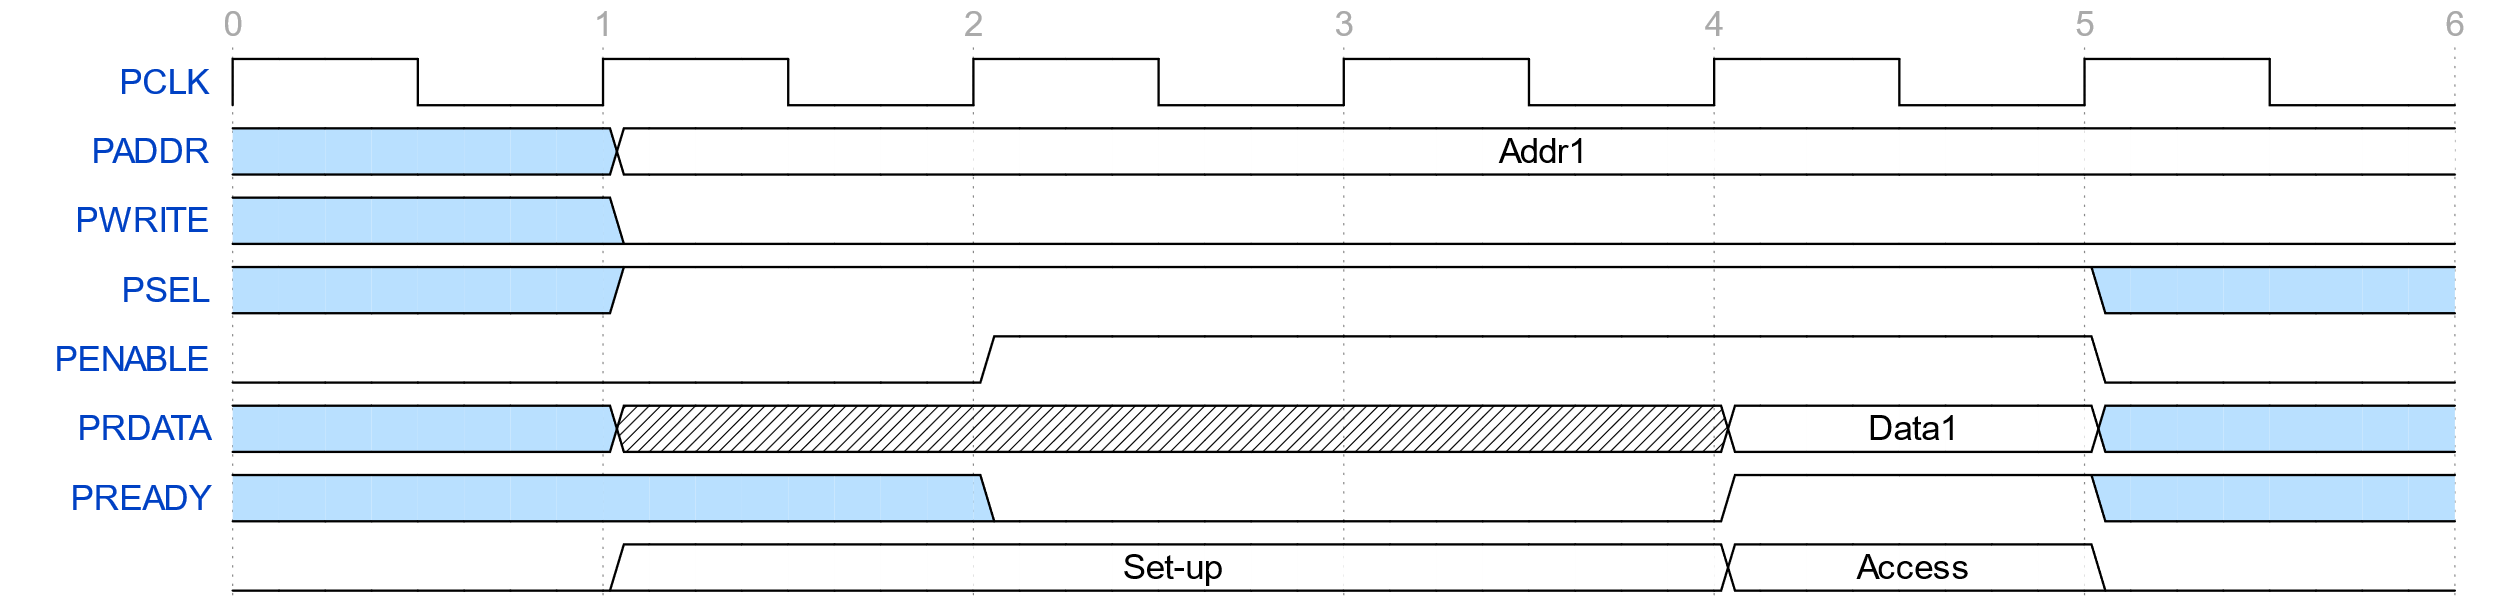 0 1 2 3 4 5 6
PCLK
PADDR Addr1
PWRITE
PSEL
PENABLE
PRDATA Data1
PREADY
Set-up Access